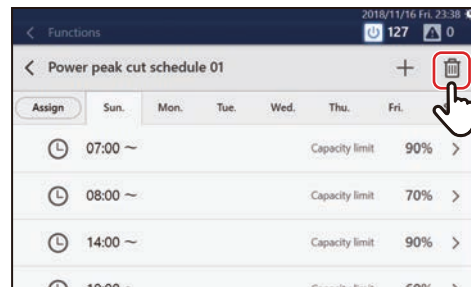 2018/11/16 Fri. 23:38
< Functions 127 0
< Power peak cut schedule 01 +
Assign Sun. Mon. Tue. Wed. Thu. Fri.
07:00 ~ Capacity limit 90% >
08:00 ~ Capacity limit 70% >
14:00 ~ Capacity limit 90% >